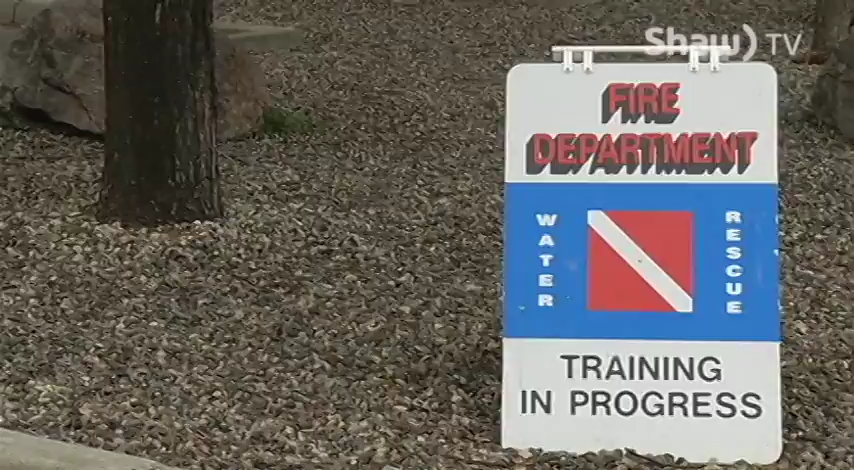 Shaw) TV
FIRE
DEPARTMENT
WATER
RESCUE
TRAINING
IN PROGRESS